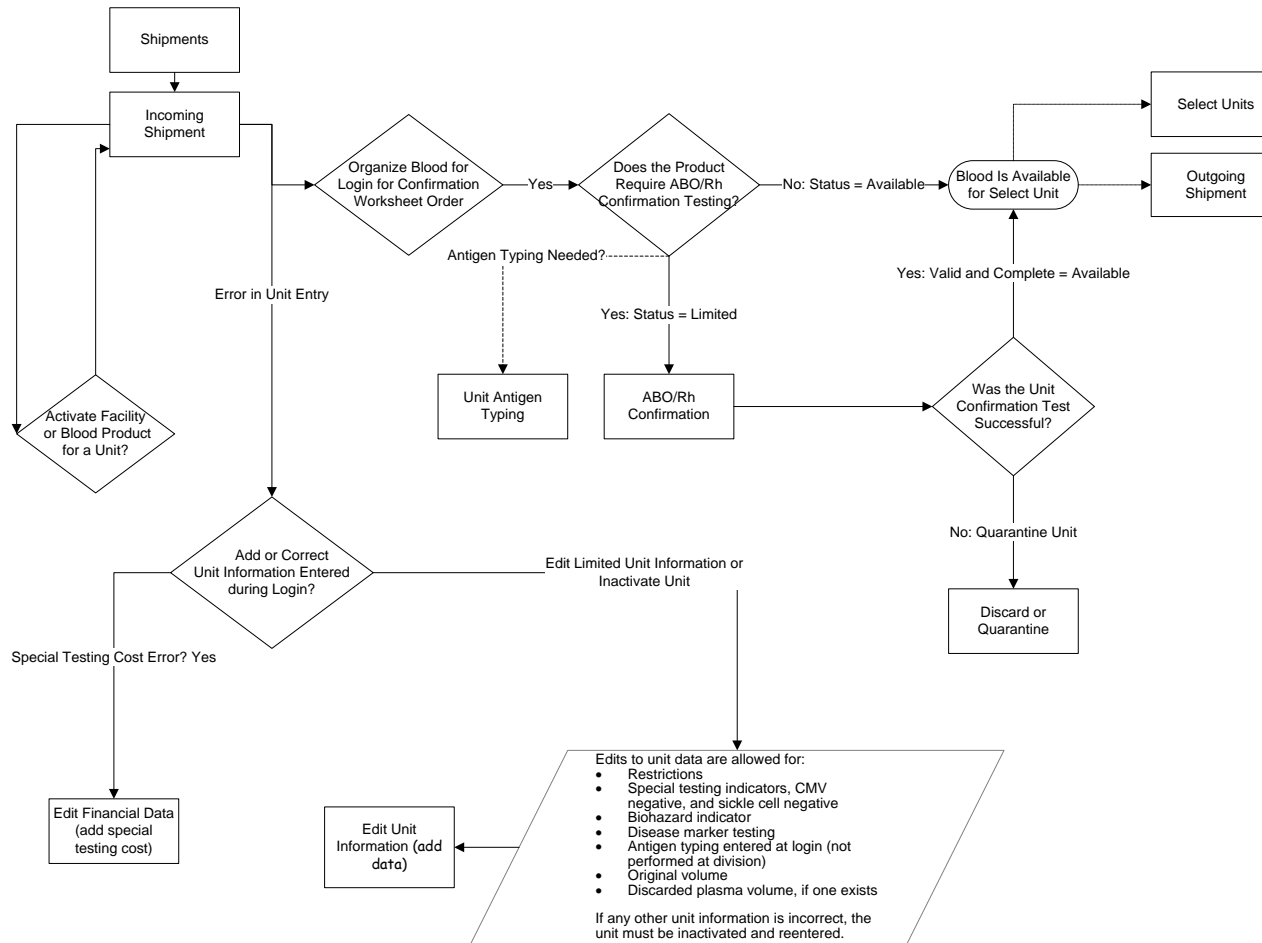 Shipments
Incoming
Shipment
Organize Blood for
Login for Confirmation
Worksheet Order
Yes
Does the Product
Require ABO/Rh
Confirmation Testing?
No: Status = Available
Blood Is Available
for Select Unit
Select Units
Outgoing
Shipment
Antigen Typing Needed?
Error in Unit Entry
Yes: Status = Limited
Yes: Valid and Complete = Available
Activate Facility
or Blood Product
for a Unit?
Unit Antigen
Typing
ABO/Rh
Confirmation
Was the Unit
Confirmation Test
Successful?
No: Quarantine Unit
Discard or
Quarantine
Add or Correct
Unit Information Entered
during Login?
Edit Limited Unit Information or
Inactivate Unit
Special Testing Cost Error? Yes
Edit Financial Data
(add special
testing cost)
Edit Unit
Information (add
data)
Edits to unit data are allowed for:
• Restrictions
• Special testing indicators, CMV
negative, and sickle cell negative
• Biohazard indicator
• Disease marker testing
• Antigen typing entered at login (not
performed at division)
• Original volume
• Discarded plasma volume, if one exists
If any other unit information is incorrect, the
unit must be inactivated and reentered.